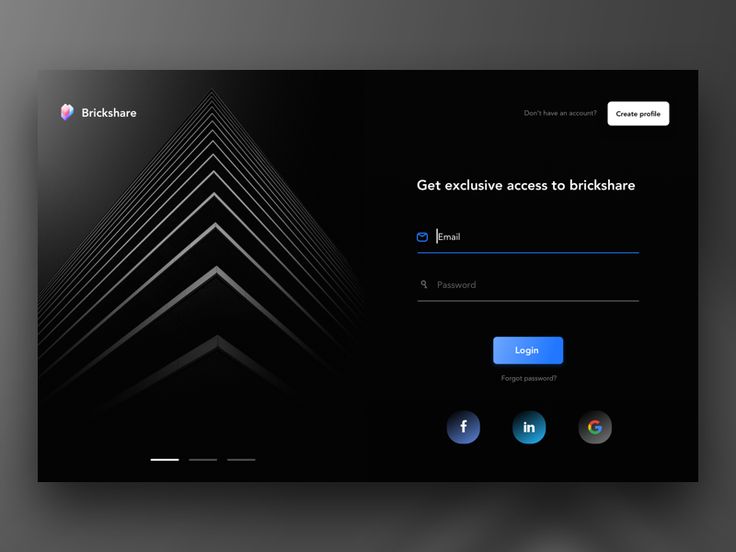 Brickshare
Don't have an account?
Create profile
Get exclusive access to brickshare
Email
Password
Login
Forgot password?
f
in
G